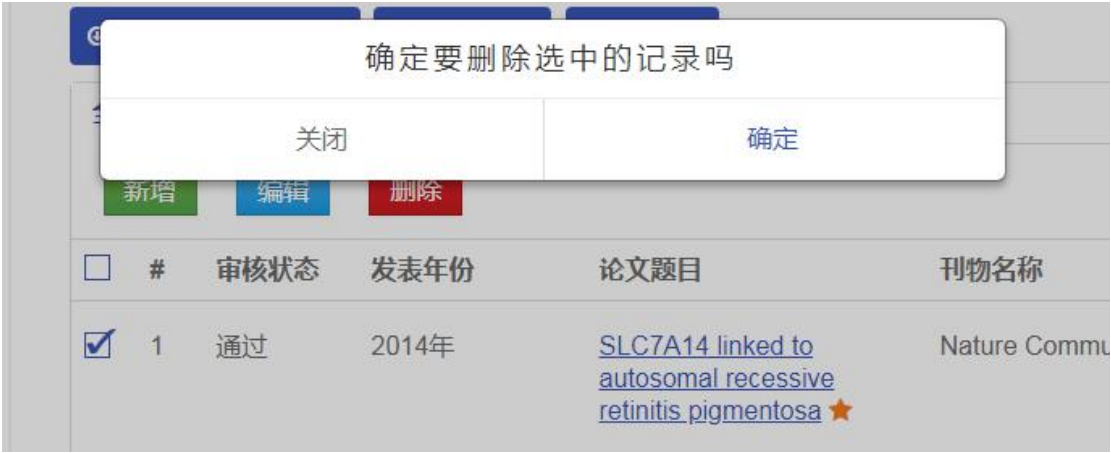 确定要删除选中的记录吗
关闭 确定
新增 编辑 删除
# 审核状态 发表年份 论文题目 刊物名称
1 通过 2014年 SLC7A14 linked to Nature Commu
autosomal recessive
retinitis pigmentosa